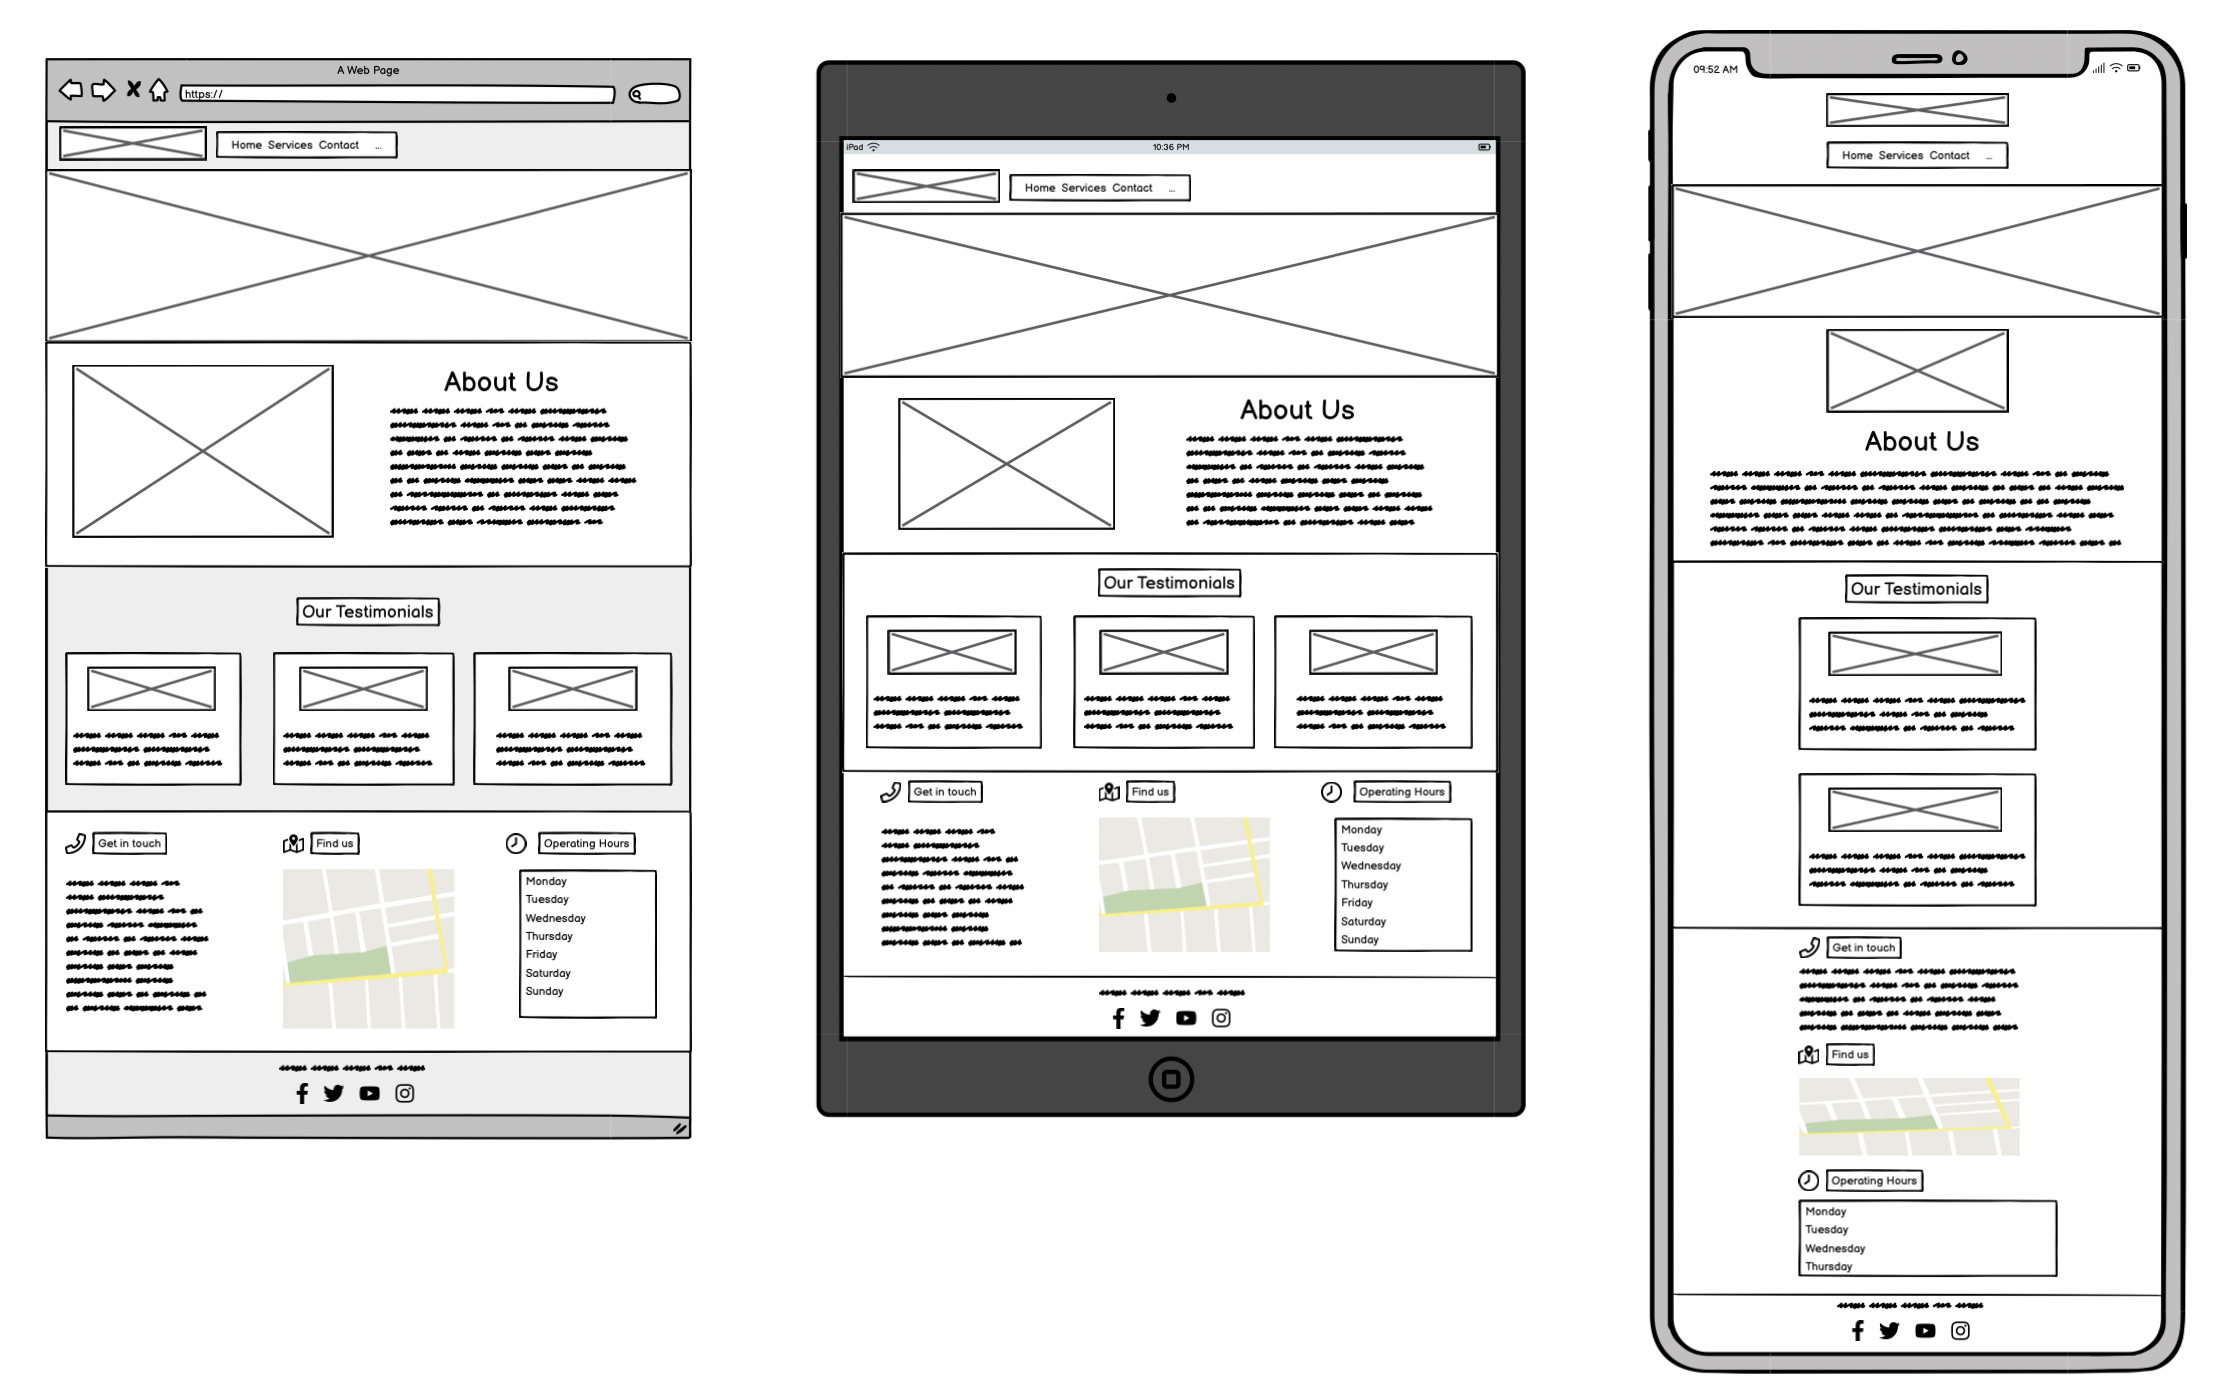 A Web Page
https://
Home Services Contact ...
About Us
Our Testimonials
Get in touch
Find us
Operating Hours
Monday
Tuesday
Wednesday
Thursday
Friday
Saturday
Sunday
iPad
10:36 PM
Home Services Contact ...
About Us
Our Testimonials
Get in touch
Find us
Operating Hours
Monday
Tuesday
Wednesday
Thursday
Friday
Saturday
Sunday
09:52 AM
Home Services Contact ...
About Us
Our Testimonials
Get in touch
Find us
Operating Hours
Monday
Tuesday
Wednesday
Thursday